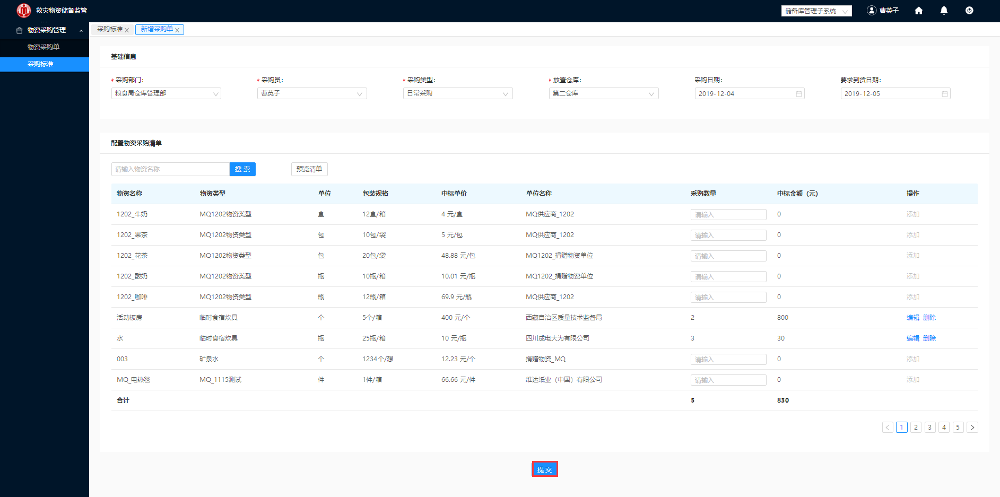 救灾物资储备监管
储备库管理子系统
曹英子
物资采购管理
物资采购单
采购标准
采购标准
新增采购单
基础信息
* 采购部门:
* 采购员:
* 采购类型:
* 放置仓库:
采购日期:
要求到货日期:
粮食局仓库管理部
曹英子
日常采购
第二仓库
2019-12-04
2019-12-05
配置物资采购清单
请输入物资名称
搜 索
预览清单
物资名称 物资类型 单位 包装规格 中标单价 单位名称 采购数量 中标金额（元） 操作
1202_牛奶 MQ1202物资类型 盒 12盒/箱 4 元/盒 MQ供应商_1202 请输入 0 添加
1202_果茶 MQ1202物资类型 包 10包/袋 5 元/包 MQ供应商_1202 请输入 0 添加
1202_花茶 MQ1202物资类型 包 20包/袋 48.88 元/包 MQ1202_捐赠物资单位 请输入 0 添加
1202_酸奶 MQ1202物资类型 瓶 10瓶/箱 10.01 元/瓶 MQ1202_捐赠物资单位 请输入 0 添加
1202_咖啡 MQ1202物资类型 瓶 12瓶/箱 69.9 元/瓶 MQ供应商_1202 请输入 0 添加
活动板房 临时食宿炊具 个 5个/箱 400 元/个 西藏自治区质量技术监督局 2 800 编辑 删除
水 临时食宿炊具 瓶 25瓶/箱 10 元/瓶 四川成电大为有限公司 3 30 编辑 删除
003 矿泉水 个 1234个/想 12.23 元/个 捐赠物资_MQ 请输入 0 添加
MQ_电热毯 MQ_1115测试 件 1件/箱 66.66 元/件 维达纸业（中国）有限公司 请输入 0 添加
合计 5 830
1 2 3 4 5
提 交